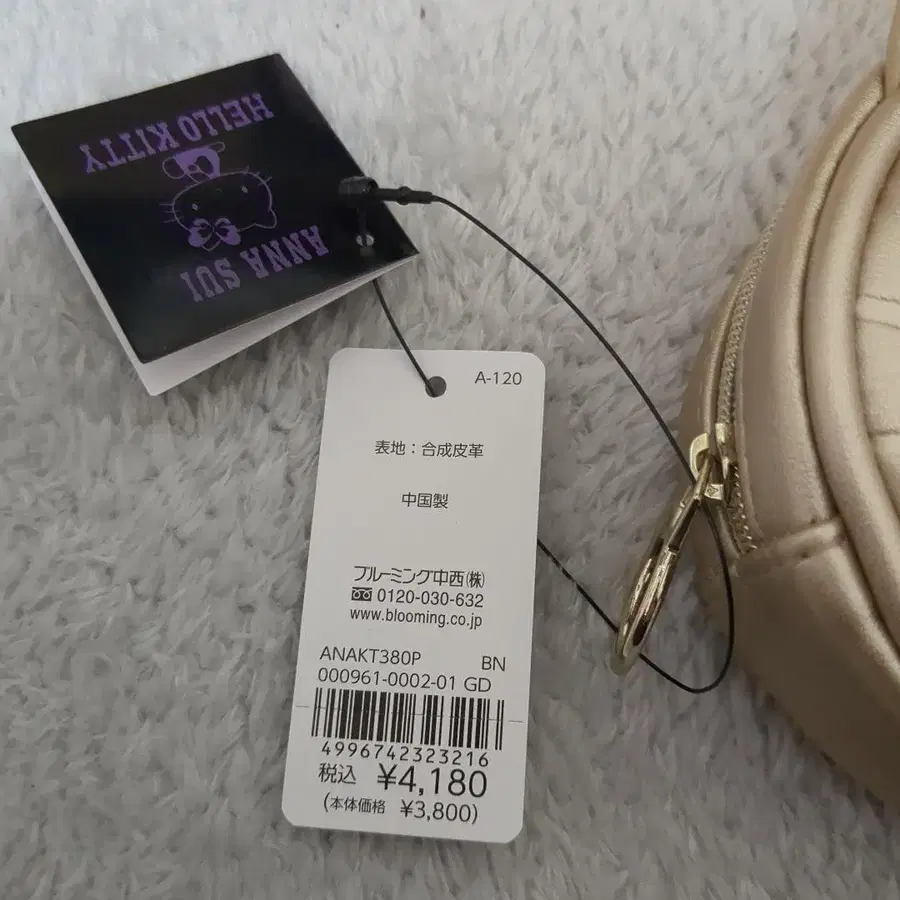 HELLO KITTY
ANNA SUI
A-120
表地：合成皮革
中国製
ブルーミング中西(株)
0120-030-632
www.blooming.co.jp
ANAKT380P BN
000961-0002-01 GD
4996742323216
税込 ¥4,180
(本体価格 ¥3,800)